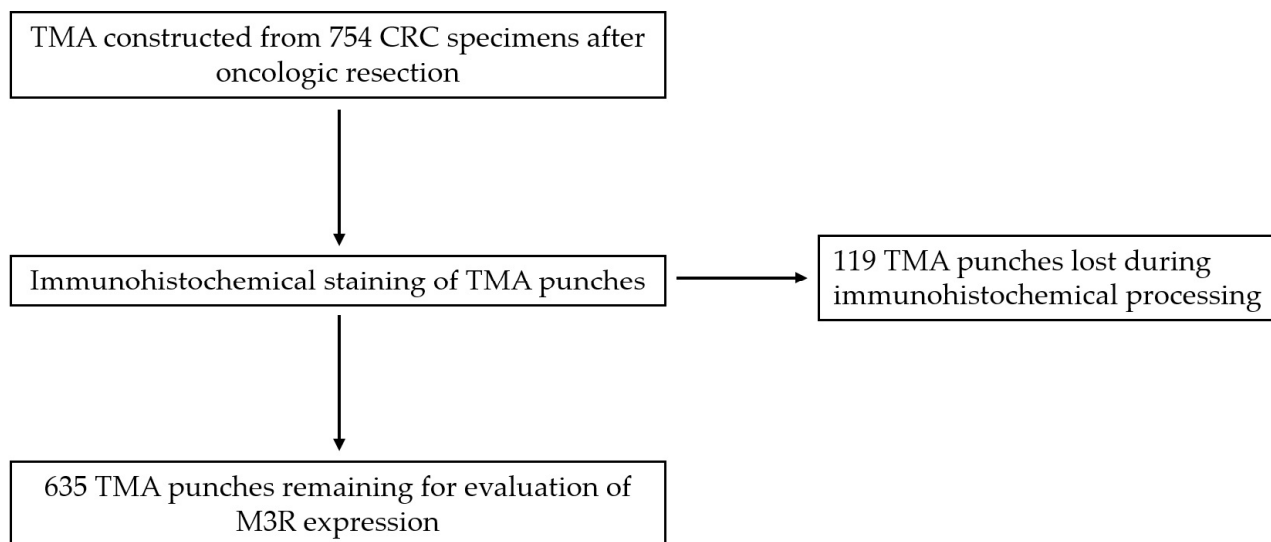 TMA constructed from 754 CRC specimens after
oncologic resection
Immunohistochemical staining of TMA punches
119 TMA punches lost during
immunohistochemical processing
635 TMA punches remaining for evaluation of
M3R expression